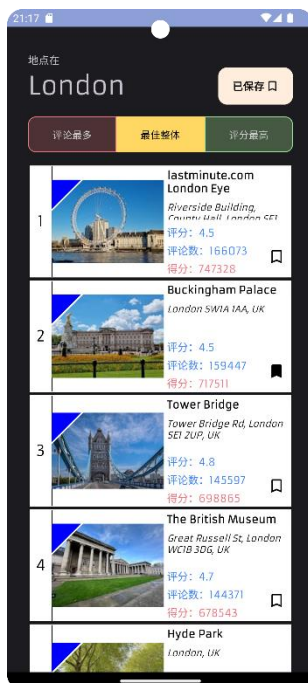 21:17
地点在
London
已保存
评论最多
最佳整体
评分最高
1
lastminute.com
London Eye
Riverside Building,
County Hall, London SE1
评分：4.5
评论数：166073
得分：747328
2
Buckingham Palace
London SW1A 1AA, UK
评分：4.5
评论数：159447
得分：717511
3
Tower Bridge
Tower Bridge Rd, London
SE1 2UP, UK
评分：4.8
评论数：145597
得分：698865
4
The British Museum
Great Russell St, London
WC1B 3DG, UK
评分：4.7
评论数：144371
得分：678543
Hyde Park
London, UK